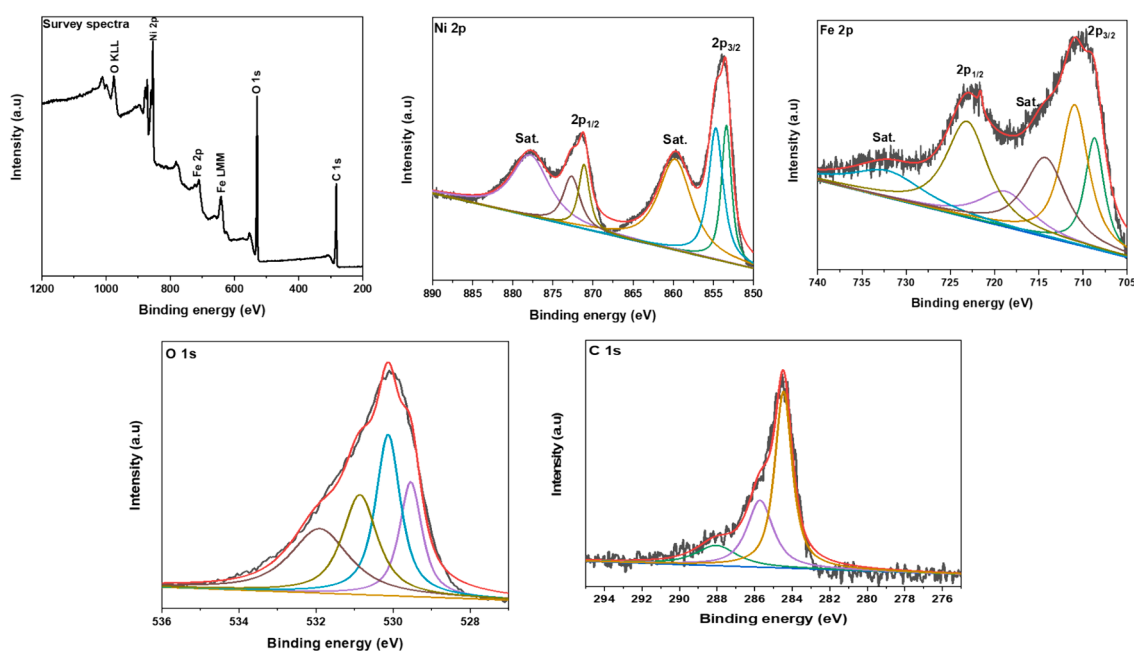 Survey spectra
O KLL
Ni 2p
Fe 2p
Fe LMM
O 1s
C 1s
Intensity (a.u)
1200 1000 800 600 400 200
Binding energy (eV)
Ni 2p
Sat.
2p1/2
Sat.
2p3/2
Intensity (a.u)
890 885 880 875 870 865 860 855 850
Binding energy (eV)
Fe 2p
Sat.
2p1/2
Sat.
2p3/2
Intensity (a.u)
740 735 730 725 720 715 710 705
Binding energy (eV)
O 1s
Intensity (a.u)
536 534 532 530 528
Binding energy (eV)
C 1s
Intensity (a.u)
294 292 290 288 286 284 282 280 278 276
Binding energy (eV)